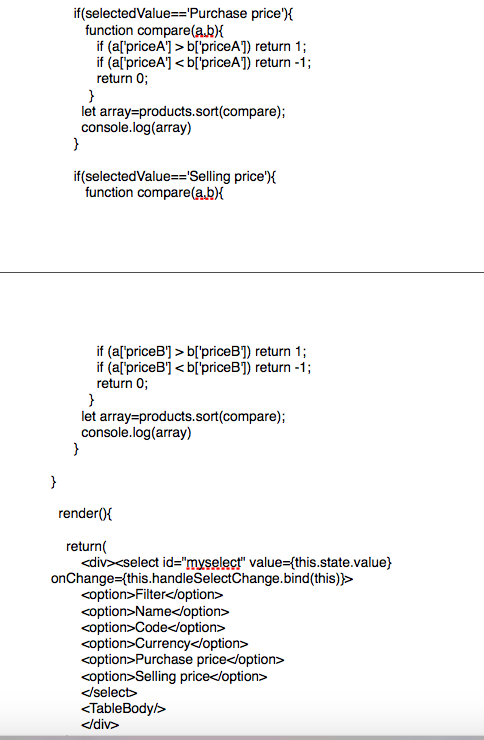 if(selectedValue=='Purchase price'){
function compare(a,b){
if (a['priceA'] > b['priceA']) return 1;
if (a['priceA'] < b['priceA']) return -1;
return 0;
}
let array=products.sort(compare);
console.log(array)
}
if(selectedValue=='Selling price'){
function compare(a,b){
if (a['priceB'] > b['priceB']) return 1;
if (a['priceB'] < b['priceB']) return -1;
return 0;
}
let array=products.sort(compare);
console.log(array)
}
}
render(){
return(
<div><select id="myselect" value={this.state.value}
onChange={this.handleSelectChange.bind(this)}>
<option>Filter</option>
<option>Name</option>
<option>Code</option>
<option>Currency</option>
<option>Purchase price</option>
<option>Selling price</option>
</select>
<TableBody/>
</div>